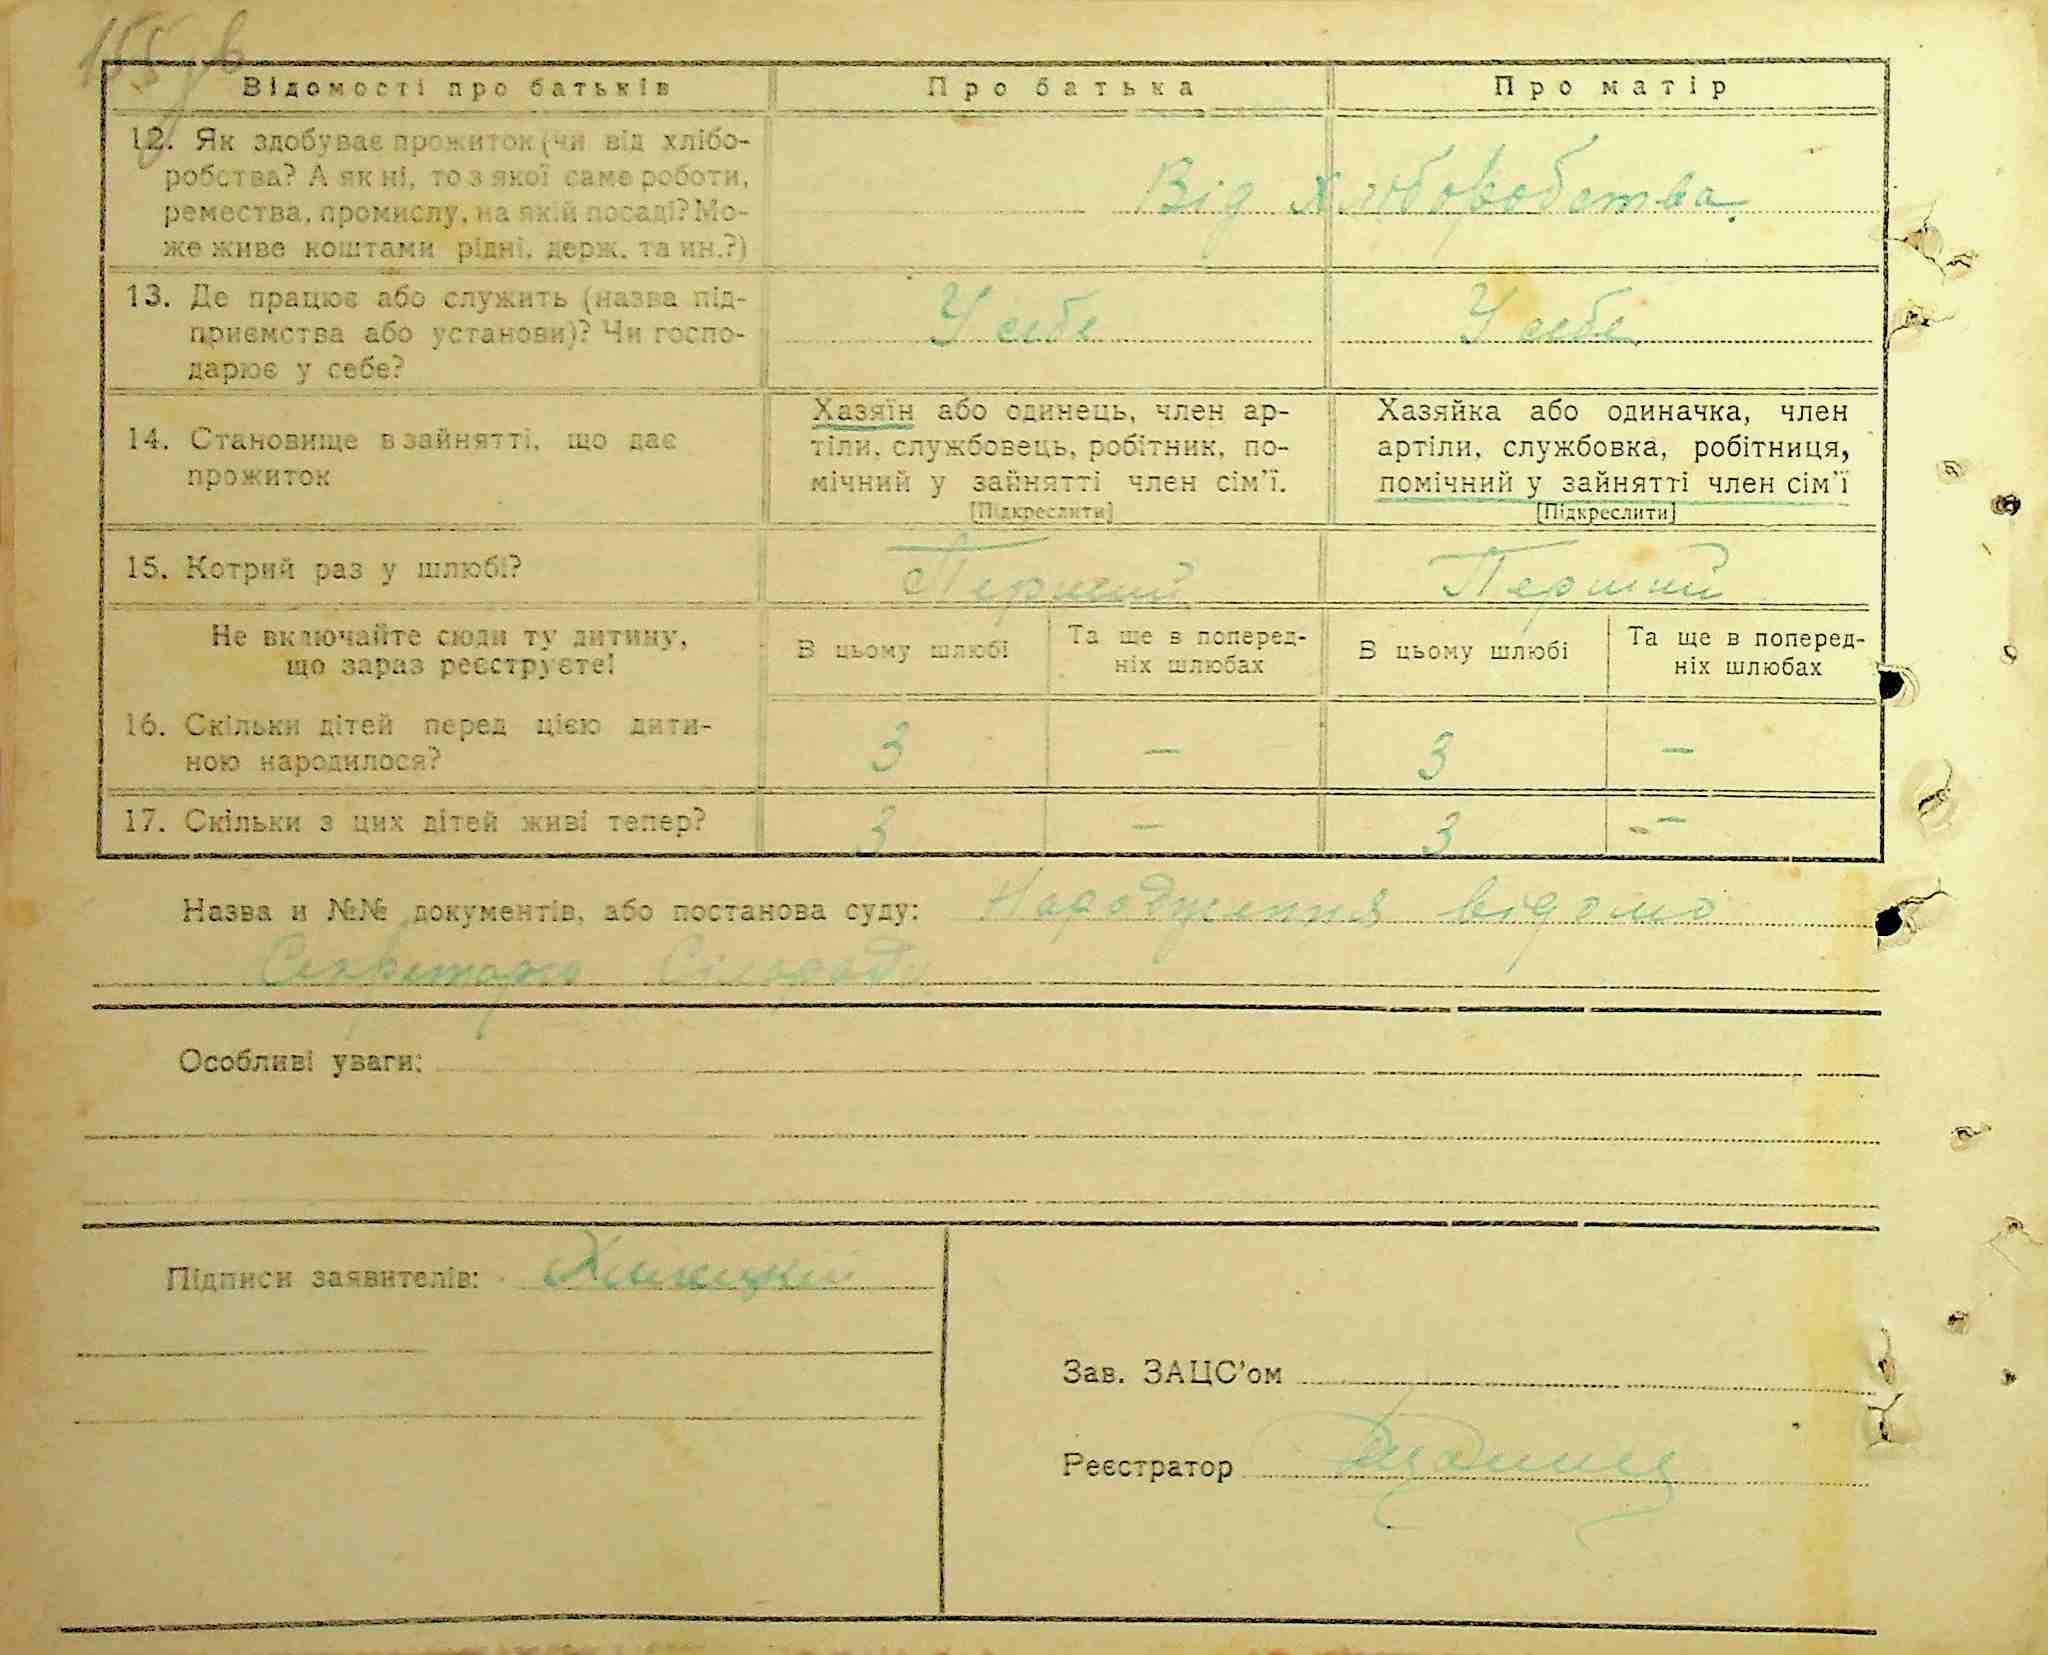 155 зв
Відомості про батьків Про батька Про матір
12. Як здобуває прожиток (чи від хлібо-
робства? А як ні, то з якої саме роботи,
ремества, промислу, на якій посаді? Мо-
же живе коштами рідні, держ. та ин.?)
Від хліборобства.
13. Де працює або служить (назва під-
приємства або установи)? Чи госпо-
дарює у себе?
У себе У себе
14. Становище в зайнятті, що дає
прожиток
Хазяїн або одинець, член ар-
тіли, службовець, робітник, по-
мічний у зайнятті член сім'ї.
[Підкреслити]
Хазяйка або одиначка, член
артіли, службовка, робітниця,
помічний у зайнятті член сім'ї
[Підкреслити]
15. Котрий раз у шлюбі? Перший Перший
Не включайте сюди ту дитину,
що зараз реєструєте!
В цьому шлюбі Та ще в поперед-
ніх шлюбах В цьому шлюбі Та ще в поперед-
ніх шлюбах
16. Скільки дітей перед цією дити-
ною народилося?
3 – 3 –
17. Скільки з цих дітей живі тепер? 3 – 3 –
Назва и №№ документів, або постанова суду: Народження відомо
Секретарю Сільради
Особливі уваги:
Підписи заявителів:
Зав. ЗАЦС'ом
Реєстратор